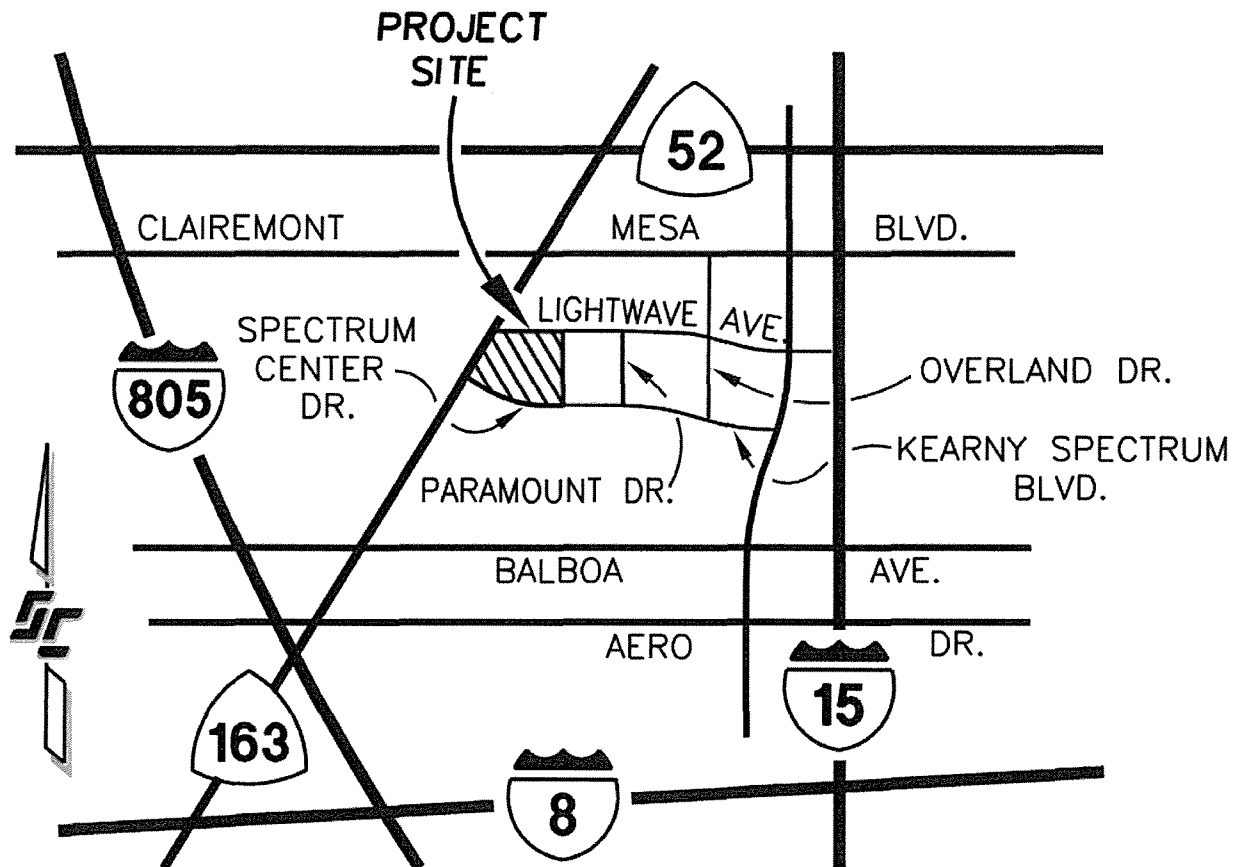 PROJECT
SITE
52
CLAIREMONT MESA BLVD.
LIGHTWAVE AVE.
SPECTRUM
CENTER
DR.
805
OVERLAND DR.
KEARNY SPECTRUM
BLVD.
PARAMOUNT DR.
BALBOA AVE.
AERO DR.
163
15
8